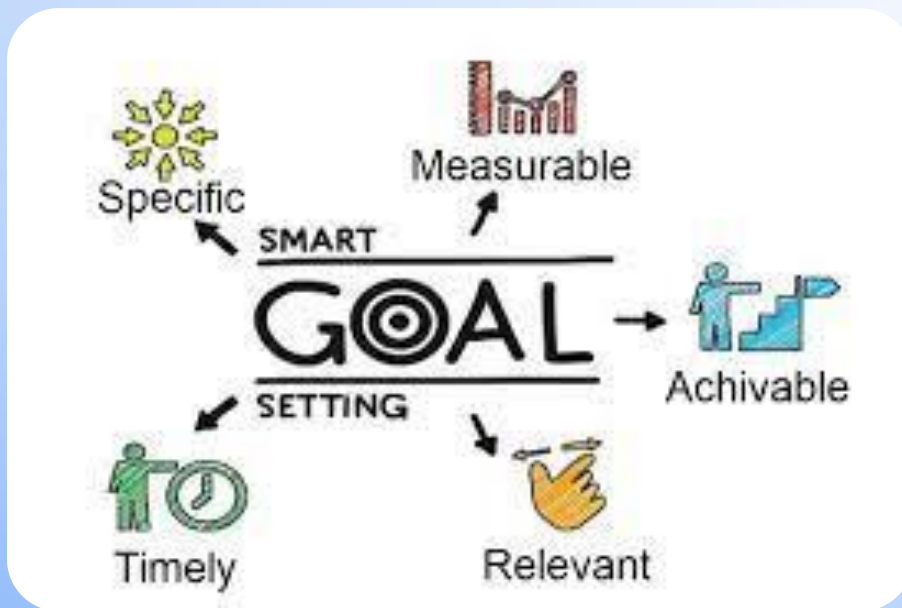 Specific
Measurable
SMART
GOAL
SETTING
Achivable
Timely
Relevant